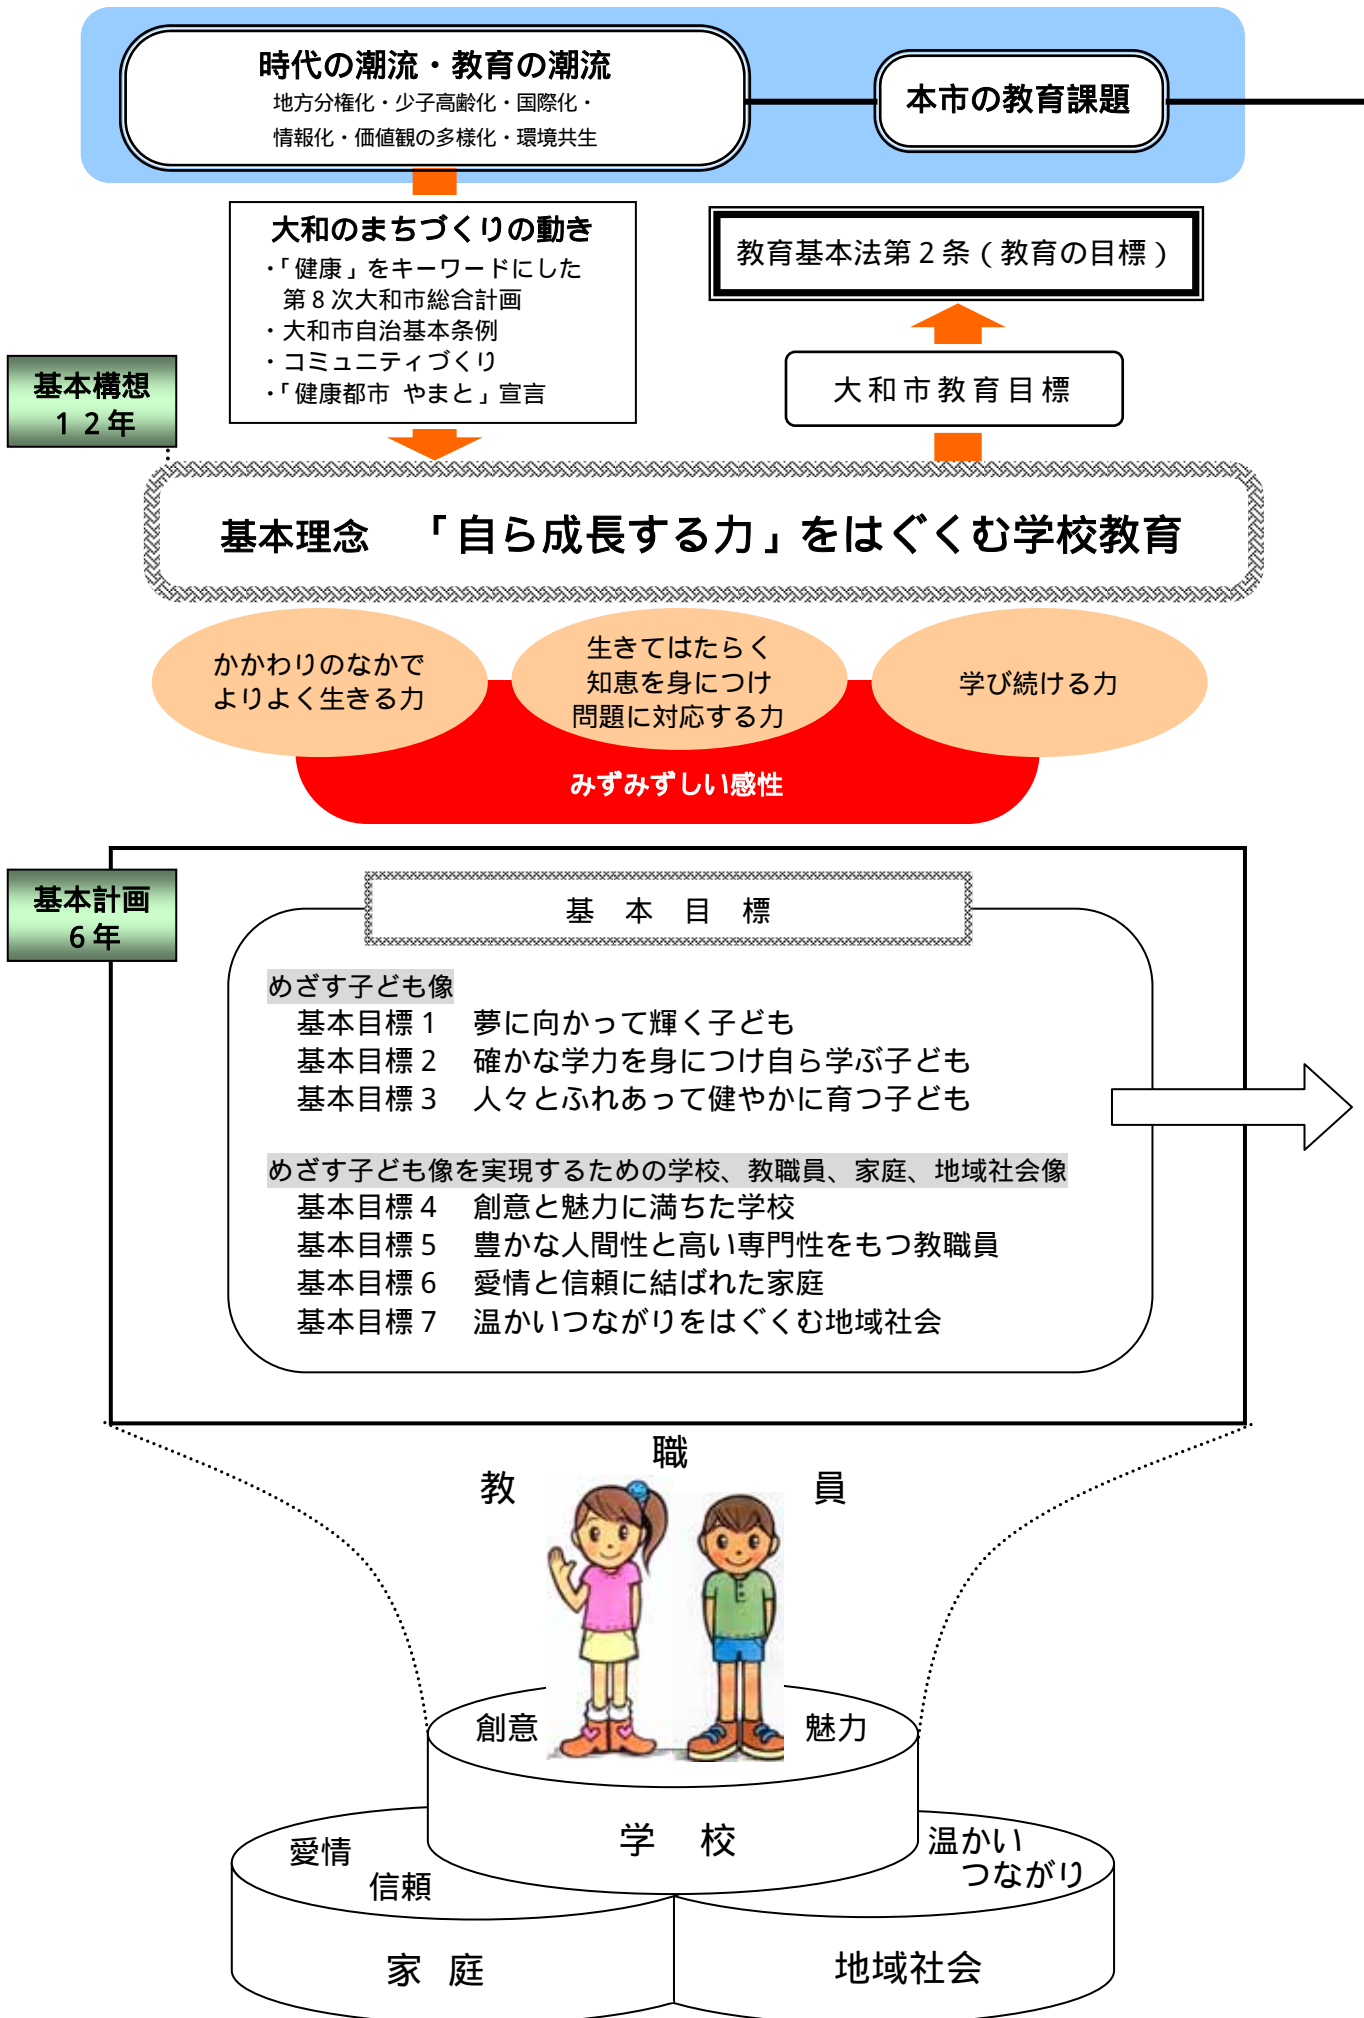 時代の潮流・教育の潮流
地方分権化・少子高齢化・国際化・
情報化・価値観の多様化・環境共生
本市の教育課題
大和のまちづくりの動き
・「健康」をキーワードにした
第8次大和市総合計画
・大和市自治基本条例
・コミュニティづくり
・「健康都市 やまと」宣言
教育基本法第2条(教育の目標)
大和市教育目標
基本構想
12年
基本理念 「自ら成長する力」をはぐくむ学校教育
かかわりのなかで
よりよく生きる力
生きてはたらく
知恵を身につけ
問題に対応する力
学び続ける力
みずみずしい感性
基本計画
6年
基 本 目 標
めざす子ども像
基本目標1 夢に向かって輝く子ども
基本目標2 確かな学力を身につけ自ら学ぶ子ども
基本目標3 人々とふれあって健やかに育つ子ども
めざす子ども像を実現するための学校、教職員、家庭、地域社会像
基本目標4 創意と魅力に満ちた学校
基本目標5 豊かな人間性と高い専門性をもつ教職員
基本目標6 愛情と信頼に結ばれた家庭
基本目標7 温かいつながりをはぐくむ地域社会
教 職 員
創意
魅力
学 校
愛情
信頼
温かい
つながり
家 庭
地域社会